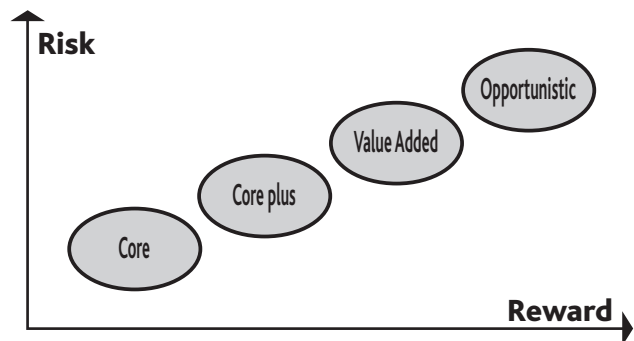 Risk
Opportunistic
Value Added
Core plus
Core
Reward